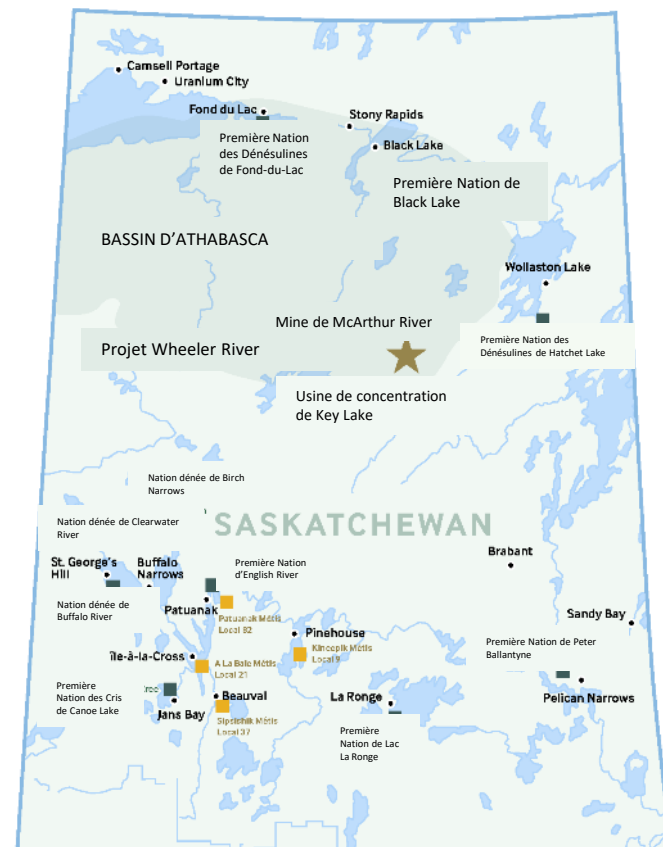 Camsell Portage
Uranium City
Fond du Lac
Stony Rapids
Première Nation
des Dénésulines
de Fond-du-Lac
Black Lake
Première Nation de
Black Lake
BASSIN D'ATHABASCA
Wollaston Lake
Mine de McArthur River
Projet Wheeler River
Première Nation des
Dénésulines de Hatchet Lake
Usine de concentration
de Key Lake
Nation dénée de Birch
Narrows
Nation dénée de Clearwater
River
SASKATCHEWAN
St. George's
Hill
Buffalo
Narrows
Première Nation
d'English River
Brabant
Nation dénée de
Buffalo River
Patuanak
Patuanak Métis
Local 82
Sandy Bay
Pinehouse
Première Nation de Peter
Ballantyne
Île-à-la-Cross
A La Baie Métis
Local 21
Kineepik Métis
Local 9
Première
Nation des Cris
de Canoe Lake
Jans Bay
Beauval
Sipsishik Métis
Local 37
La Ronge
Pelican Narrows
Première
Nation de Lac
La Ronge